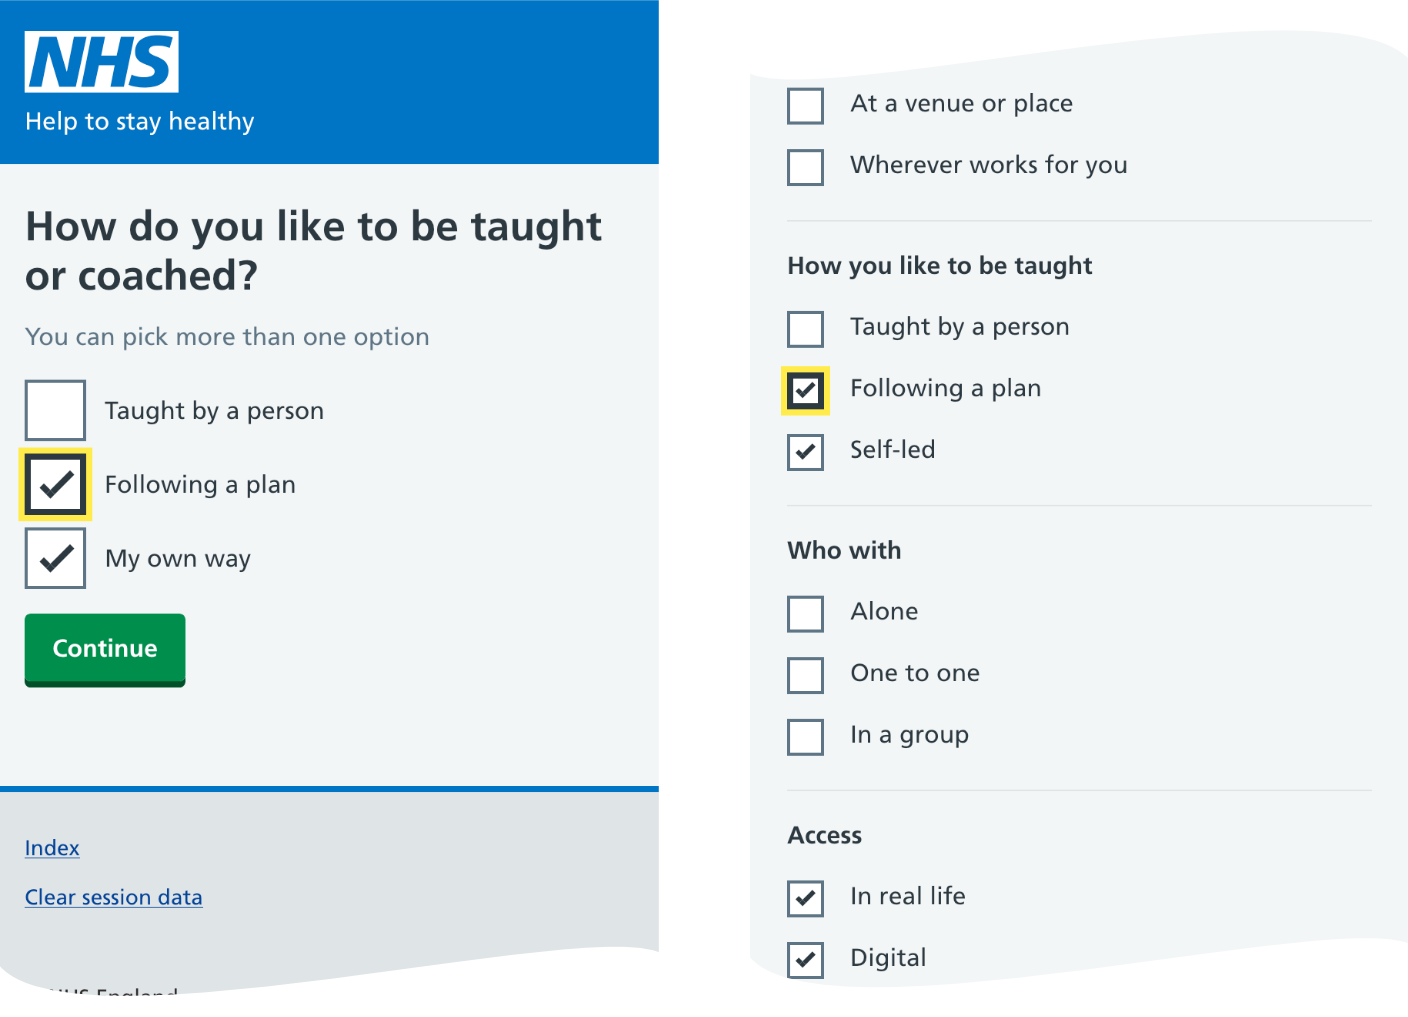 NHS
Help to stay healthy
How do you like to be taught
or coached?
You can pick more than one option
Taught by a person
Following a plan
My own way
Continue
Index
Clear session data
NHS England
At a venue or place
Wherever works for you
How you like to be taught
Taught by a person
Following a plan
Self-led
Who with
Alone
One to one
In a group
Access
In real life
Digital